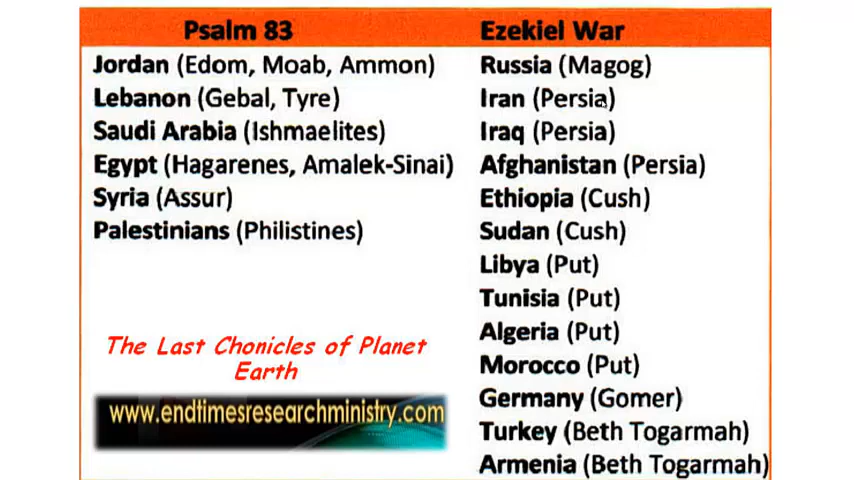 Psalm 83
Jordan (Edom, Moab, Ammon)
Lebanon (Gebal, Tyre)
Saudi Arabia (Ishmaelites)
Egypt (Hagarenes, Amalek-Sinai)
Syria (Assur)
Palestinians (Philistines)
The Last Chonicles of Planet
Earth
www.endtimesresearchministry.com
Ezekiel War
Russia (Magog)
Iran (Persia)
Iraq (Persia)
Afghanistan (Persia)
Ethiopia (Cush)
Sudan (Cush)
Libya (Put)
Tunisia (Put)
Algeria (Put)
Morocco (Put)
Germany (Gomer)
Turkey (Beth Togarmah)
Armenia (Beth Togarmah)